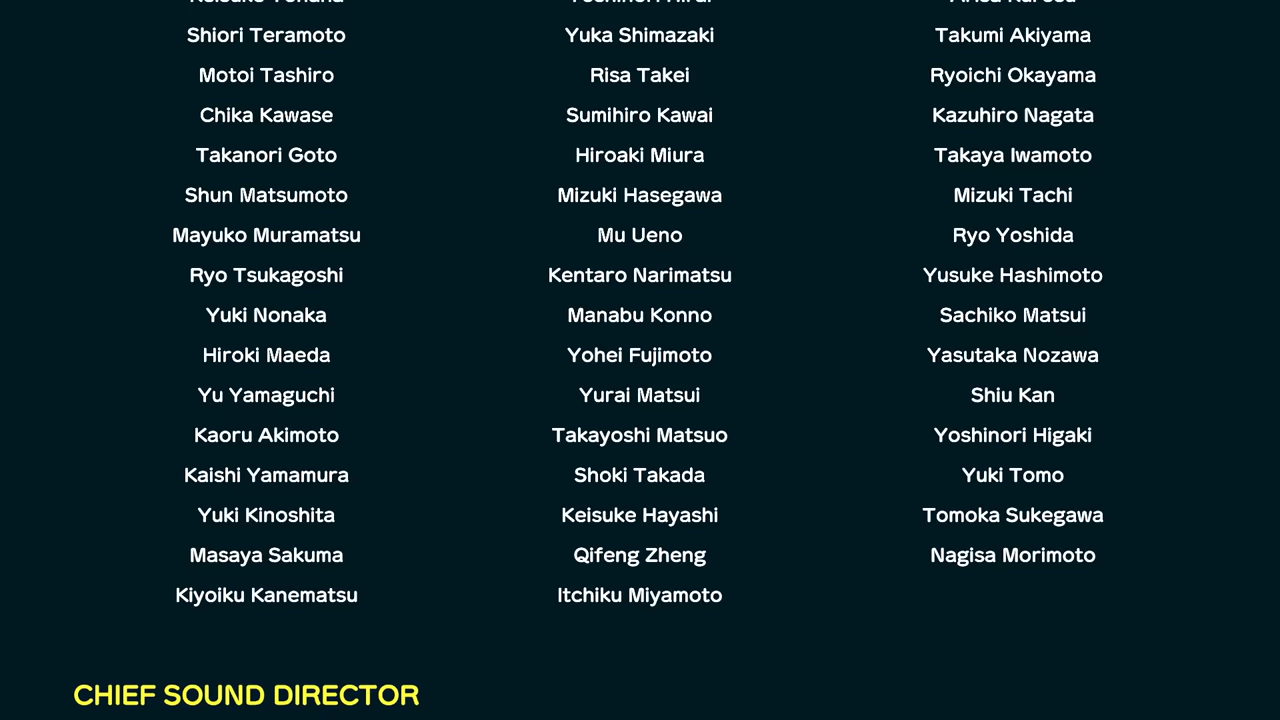 Shiori Teramoto Yuka Shimazaki Takumi Akiyama
Motoi Tashiro Risa Takei Ryoichi Okayama
Chika Kawase Sumihiro Kawai Kazuhiro Nagata
Takanori Goto Hiroaki Miura Takaya Iwamoto
Shun Matsumoto Mizuki Hasegawa Mizuki Tachi
Mayuko Muramatsu Mu Ueno Ryo Yoshida
Ryo Tsukagoshi Kentaro Narimatsu Yusuke Hashimoto
Yuki Nonaka Manabu Konno Sachiko Matsui
Hiroki Maeda Yohei Fujimoto Yasutaka Nozawa
Yu Yamaguchi Yurai Matsui Shiu Kan
Kaoru Akimoto Takayoshi Matsuo Yoshinori Higaki
Kaishi Yamamura Shoki Takada Yuki Tomo
Yuki Kinoshita Keisuke Hayashi Tomoka Sukegawa
Masaya Sakuma Qifeng Zheng Nagisa Morimoto
Kiyoiku Kanematsu Itchiku Miyamoto
CHIEF SOUND DIRECTOR